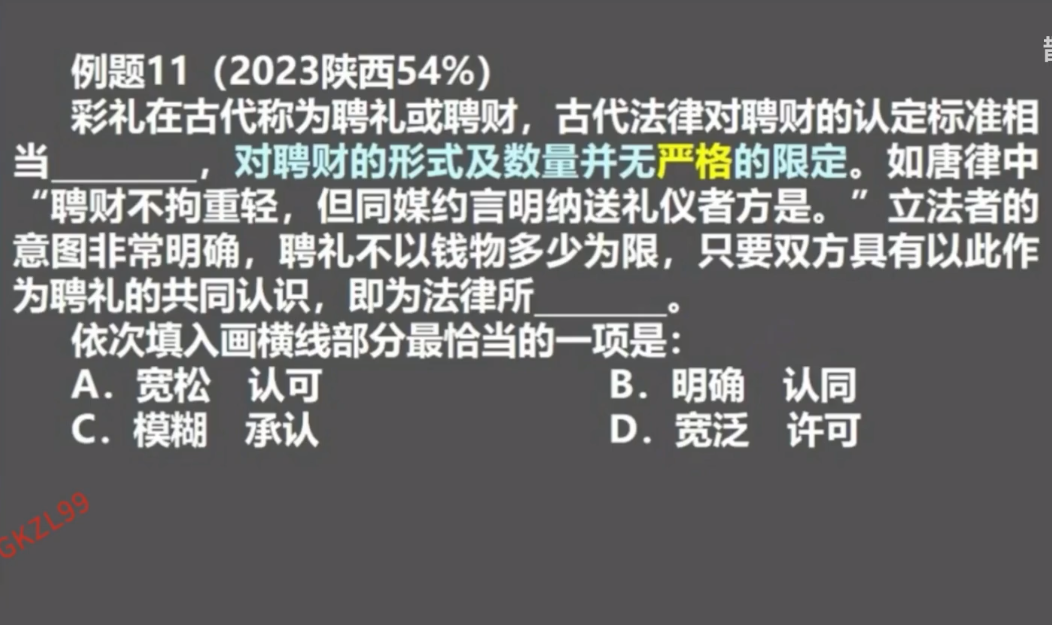 例题11（2023陕西54%）
彩礼在古代称为聘礼或聘财，古代法律对聘财的认定标准相
当________，对聘财的形式及数量并无严格的限定。如唐律中
“聘财不拘重轻，但同媒约言明纳送礼仪者方是。”立法者的
意图非常明确，聘礼不以钱物多少为限，只要双方具有以此作
为聘礼的共同认识，即为法律所_______。
依次填入画横线部分最恰当的一项是：
A．宽松　认可
B．明确　认同
C．模糊　承认
D．宽泛　许可
GKZL99